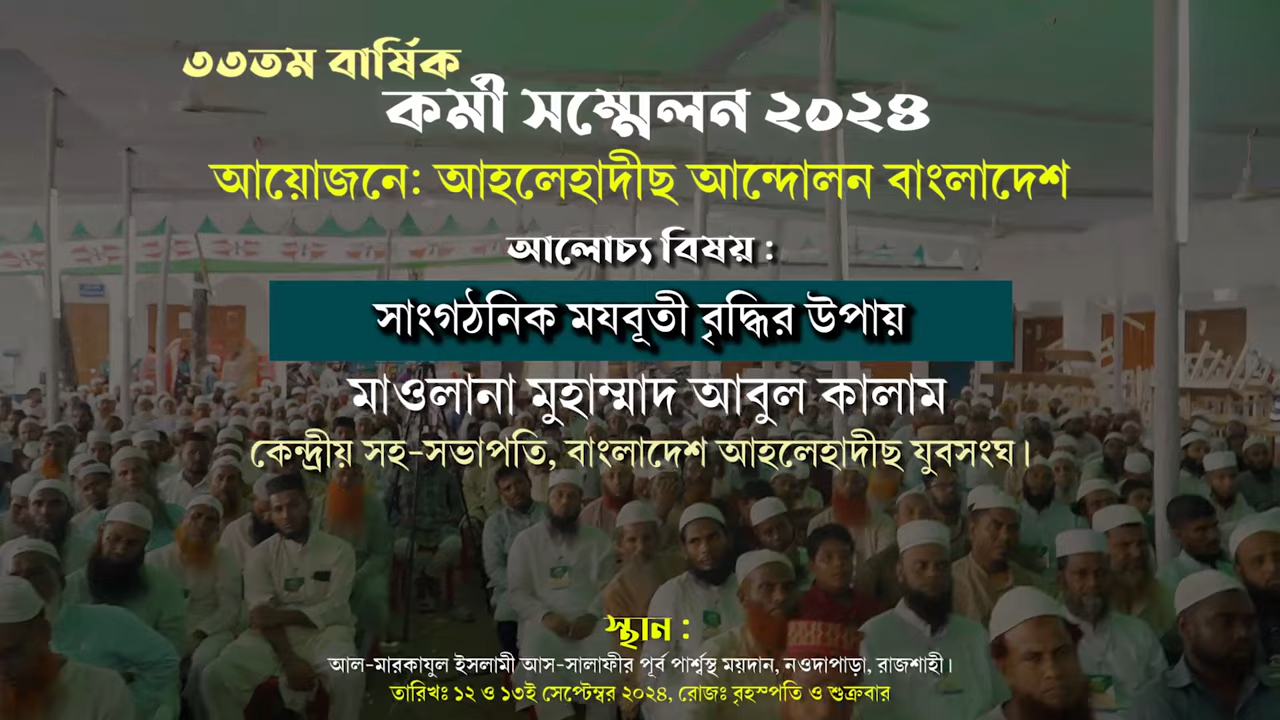 ৩৩তম বার্ষিক
কর্মী সম্মেলন ২০২৪
আয়োজনে: আহলেহাদীছ আন্দোলন বাংলাদেশ
আলোচ্য বিষয় :
সাংগঠনিক মযবূতী বৃদ্ধির উপায়
মাওলানা মুহাম্মাদ আবুল কালাম
কেন্দ্রীয় সহ-সভাপতি, বাংলাদেশ আহলেহাদীছ যুবসংঘ।
স্থান :
আল-মারকাযুল ইসলামী আস-সালাফীর পূর্ব পার্শ্বস্থ ময়দান, নওদাপাড়া, রাজশাহী।
তারিখঃ ১২ ও ১৩ই সেপ্টেম্বর ২০২৪, রোজঃ বৃহস্পতি ও শুক্রবার